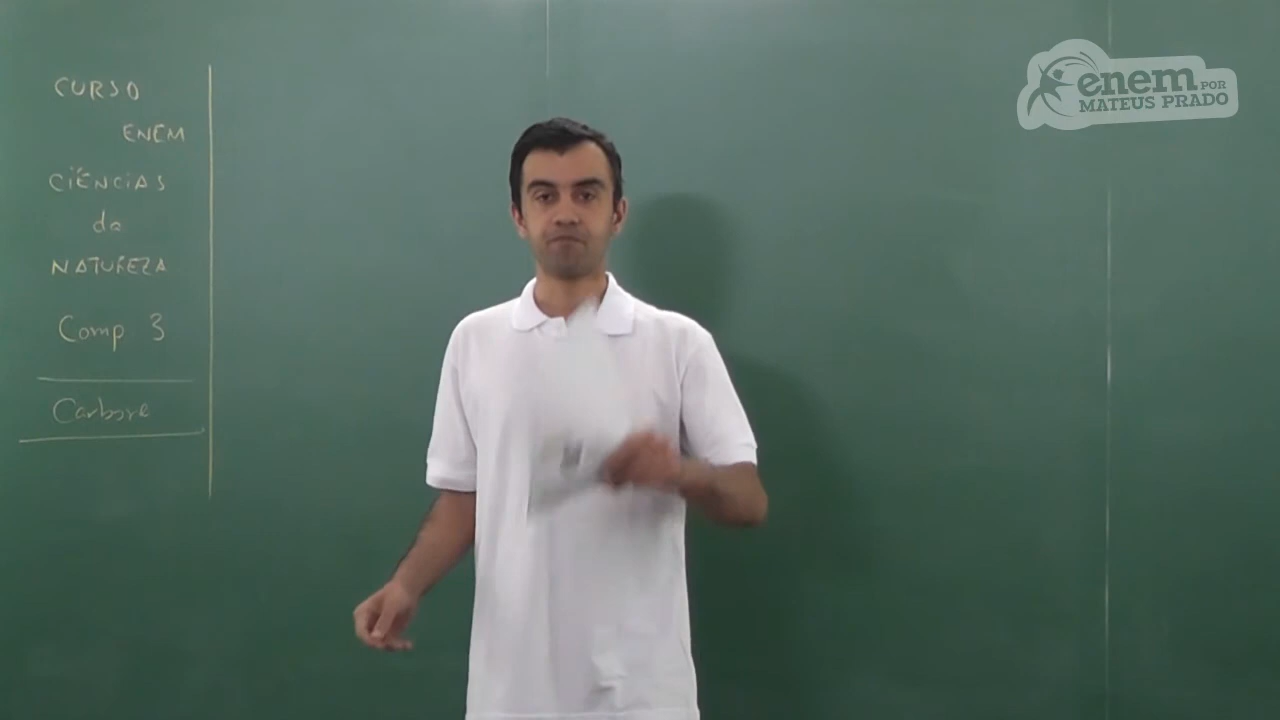 CURSO
ENEM
CIÊNCIAS
da
NATUREZA
Comp 3
Carbono
enem POR
MATEUS PRADO